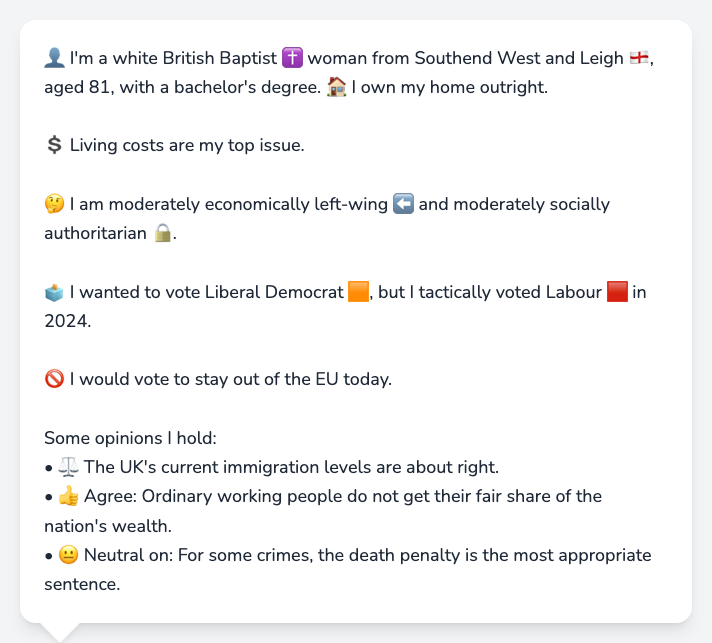 👤 I'm a white British Baptist ✝️ woman from Southend West and Leigh 🏴󠁧󠁢󠁥󠁮󠁧󠁿,
aged 81, with a bachelor's degree. 🏠 I own my home outright.
💲 Living costs are my top issue.
🤔 I am moderately economically left-wing ⬅️ and moderately socially
authoritarian 🔒.
🗳️ I wanted to vote Liberal Democrat 🟧, but I tactically voted Labour 🟥 in
2024.
🚫 I would vote to stay out of the EU today.
Some opinions I hold:
• ⚖️ The UK's current immigration levels are about right.
• 👍 Agree: Ordinary working people do not get their fair share of the
nation's wealth.
• 😐 Neutral on: For some crimes, the death penalty is the most appropriate
sentence.